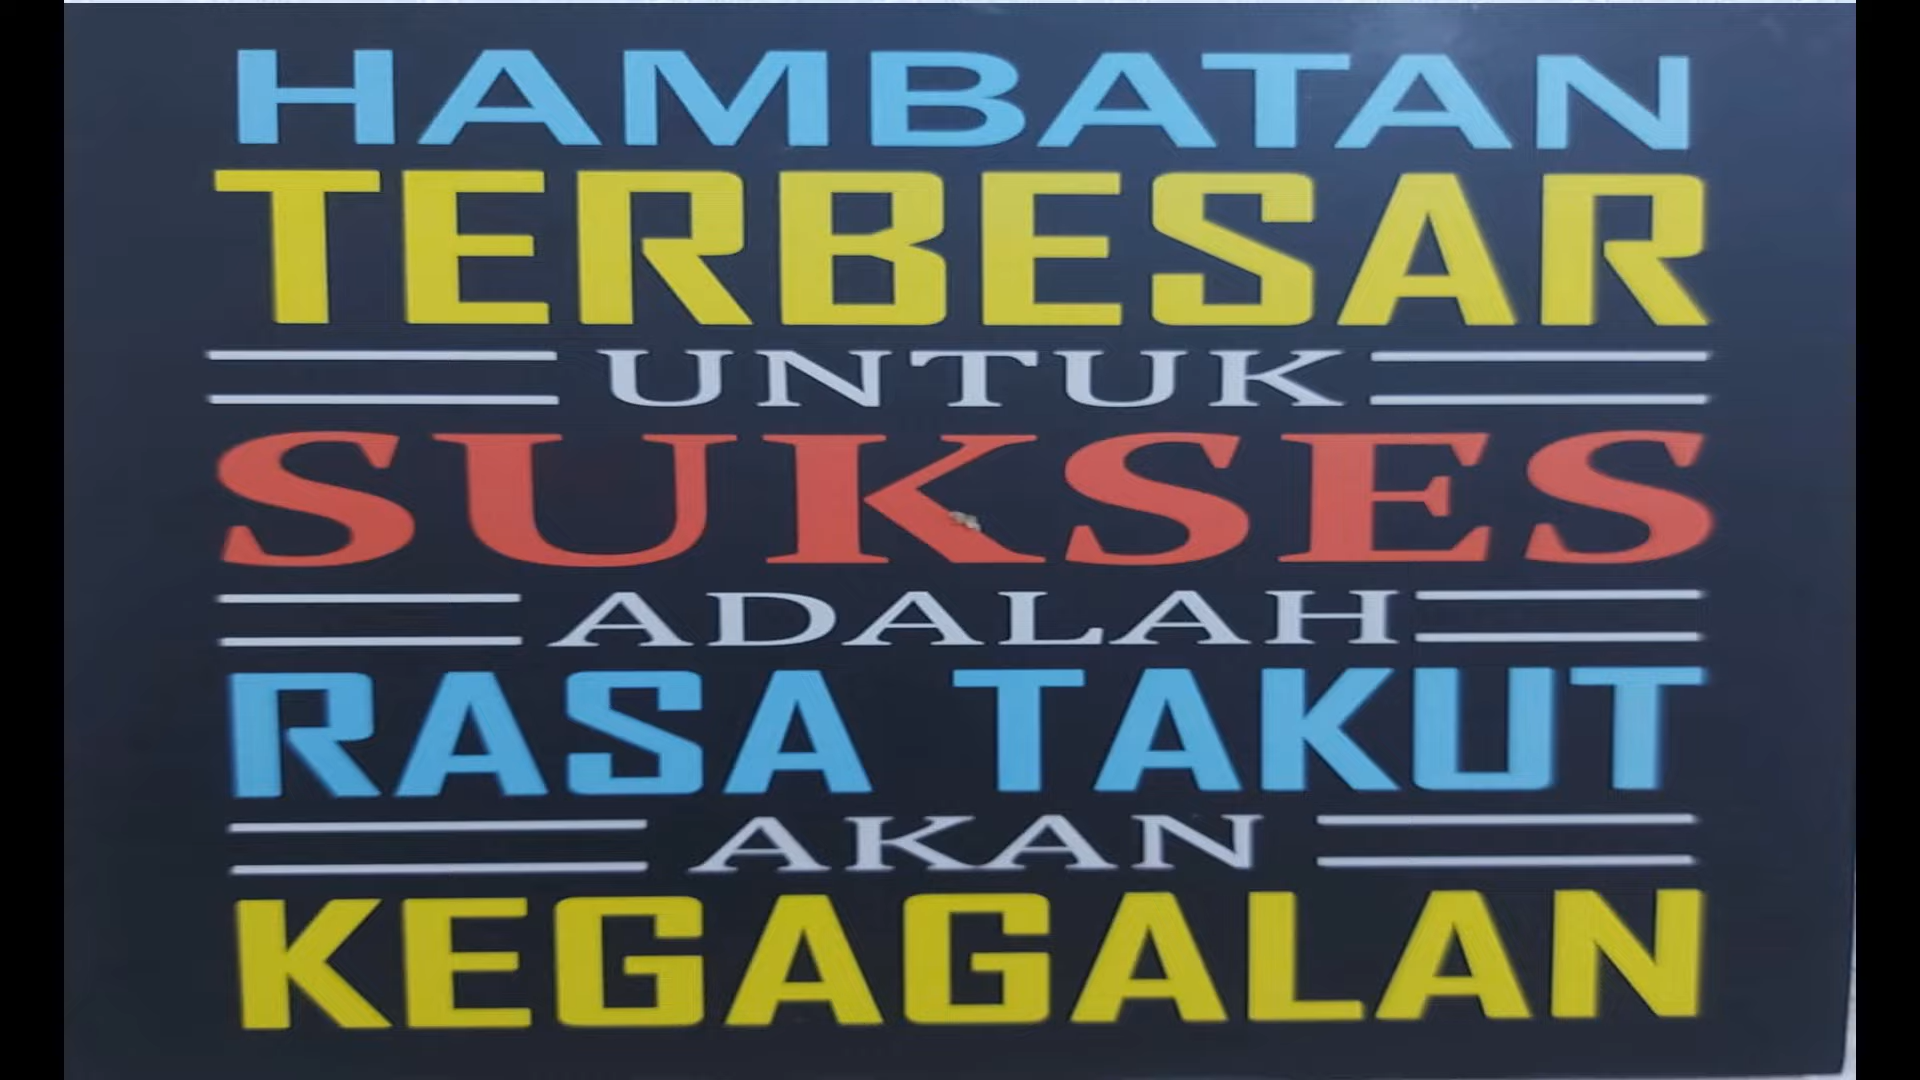 HAMBATAN
TERBESAR
UNTUK
SUKSES
ADALAH
RASA TAKUT
AKAN
KEGAGALAN